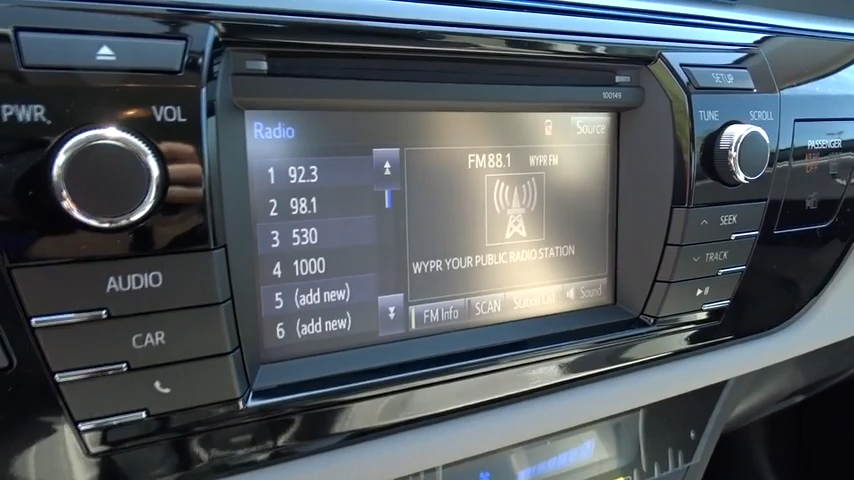 100149
SETUP
PWR VOL
TUNE SCROLL
PASSENGER
Radio
Source
FM88.1 WYPR FM
1 92.3
2 98.1
3 530
4 1000
5 (add new)
6 (add new)
WYPR YOUR PUBLIC RADIO STATION
FM Info SCAN Station List Sound
AUDIO
CAR
SEEK
TRACK